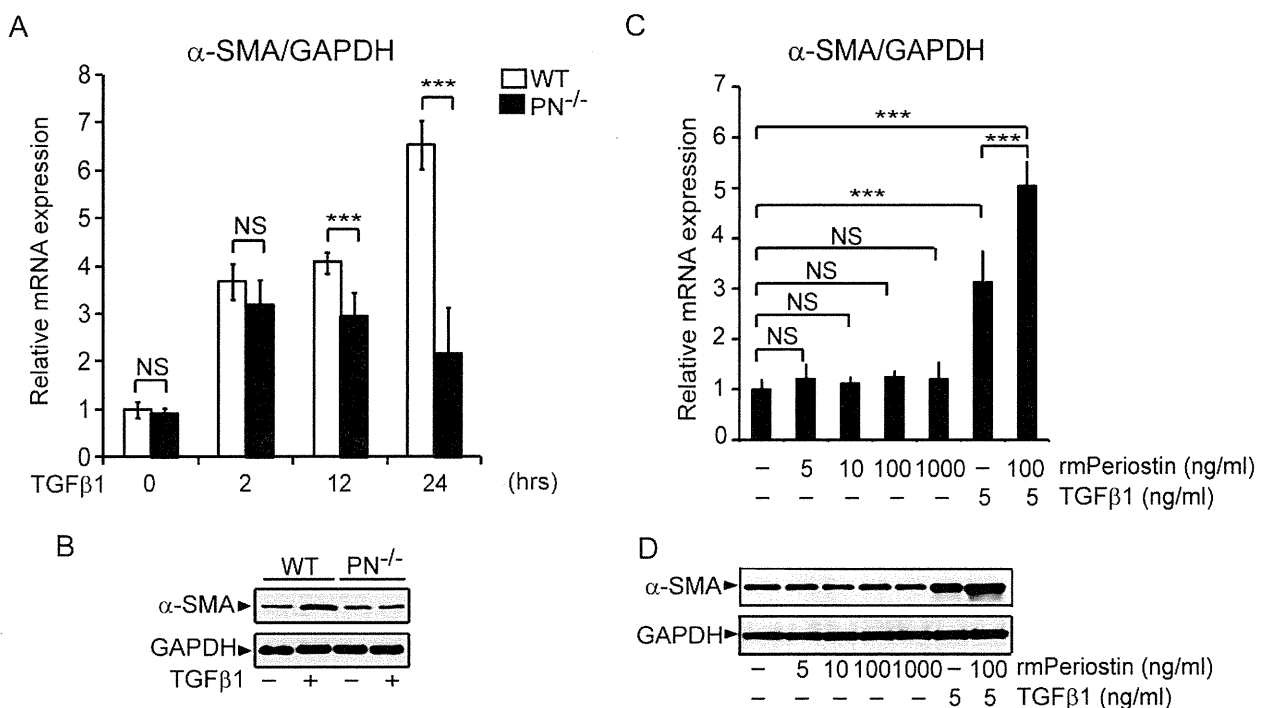 A
α-SMA/GAPDH
WT
PN-/-
Relative mRNA expression
8
7
6
5
4
3
2
1
0
NS
NS
***
***
TGFβ1 0 2 12 24 (hrs)
B
WT PN-/-
α-SMA
GAPDH
TGFβ1 – + – +
C
α-SMA/GAPDH
Relative mRNA expression
7
6
5
4
3
2
1
0
***
***
***
NS
NS
NS
NS
– 5 10 100 1000 – 100 rmPeriostin (ng/ml)
– – – – – 5 5 TGFβ1 (ng/ml)
D
α-SMA
GAPDH
– 5 10 100 1000 – 100 rmPeriostin (ng/ml)
– – – – – 5 5 TGFβ1 (ng/ml)